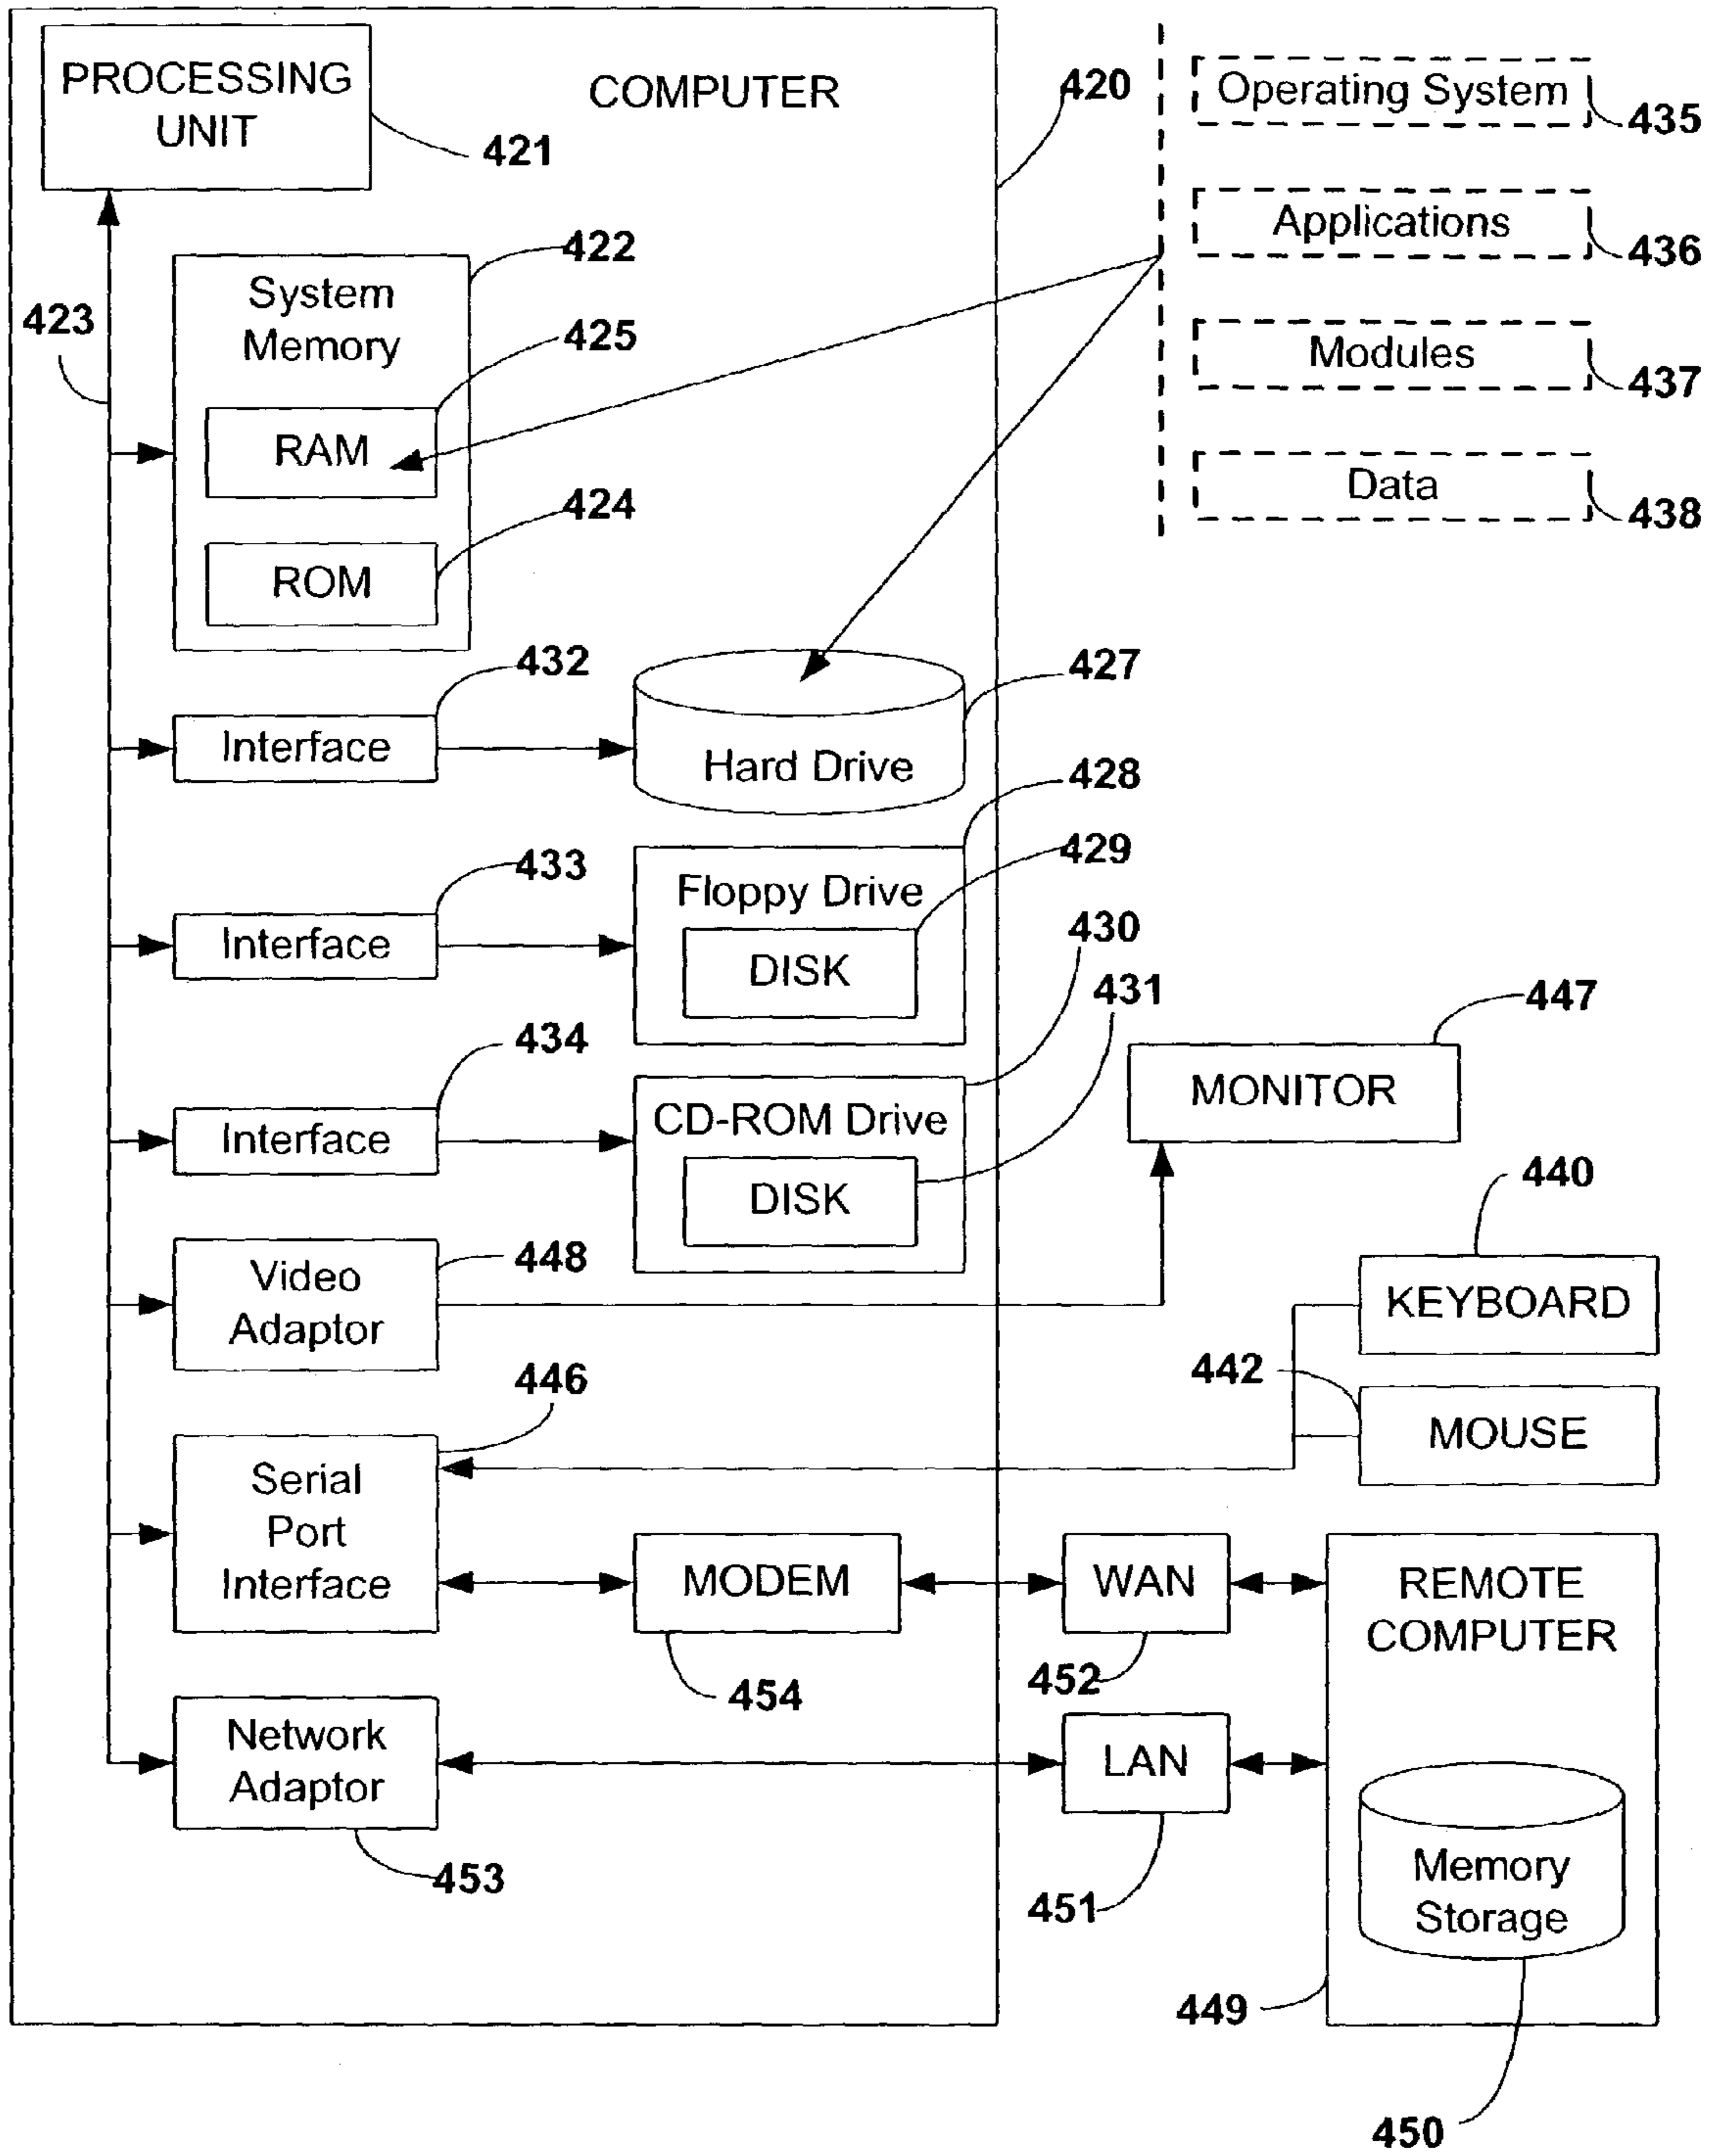 PROCESSING
UNIT
421
COMPUTER
420
Operating System
435
Applications
436
Modules
437
Data
438
422
System
Memory
423
425
RAM
424
ROM
432
Interface
427
Hard Drive
428
433
Interface
429
Floppy Drive
DISK
430
431
434
Interface
CD-ROM Drive
DISK
447
MONITOR
448
Video
Adaptor
440
KEYBOARD
442
MOUSE
446
Serial
Port
Interface
MODEM
454
WAN
452
REMOTE
COMPUTER
Network
Adaptor
453
LAN
451
Memory
Storage
449
450